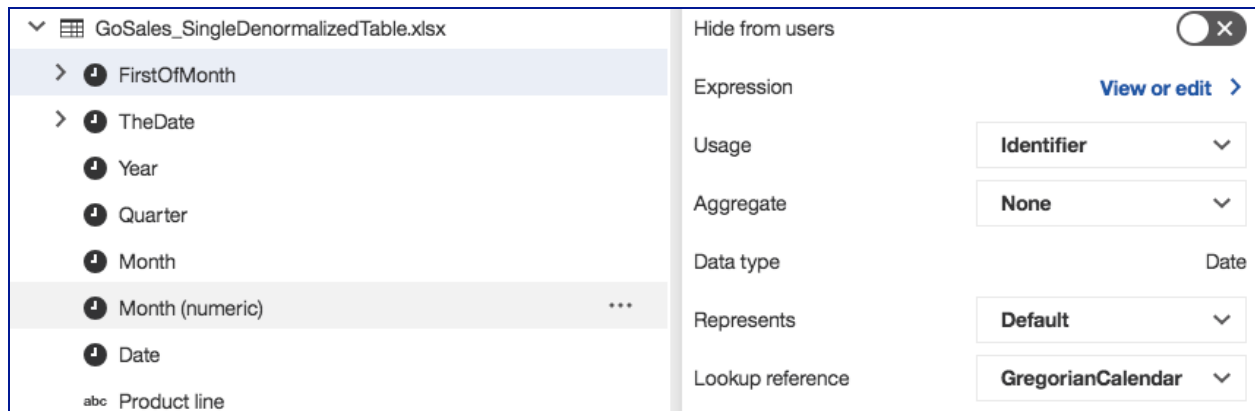 GoSales_SingleDenormalizedTable.xlsx
FirstOfMonth
TheDate
Year
Quarter
Month
Month (numeric)
Date
abc Product line
Hide from users
Expression View or edit
Usage Identifier
Aggregate None
Data type Date
Represents Default
Lookup reference GregorianCalendar